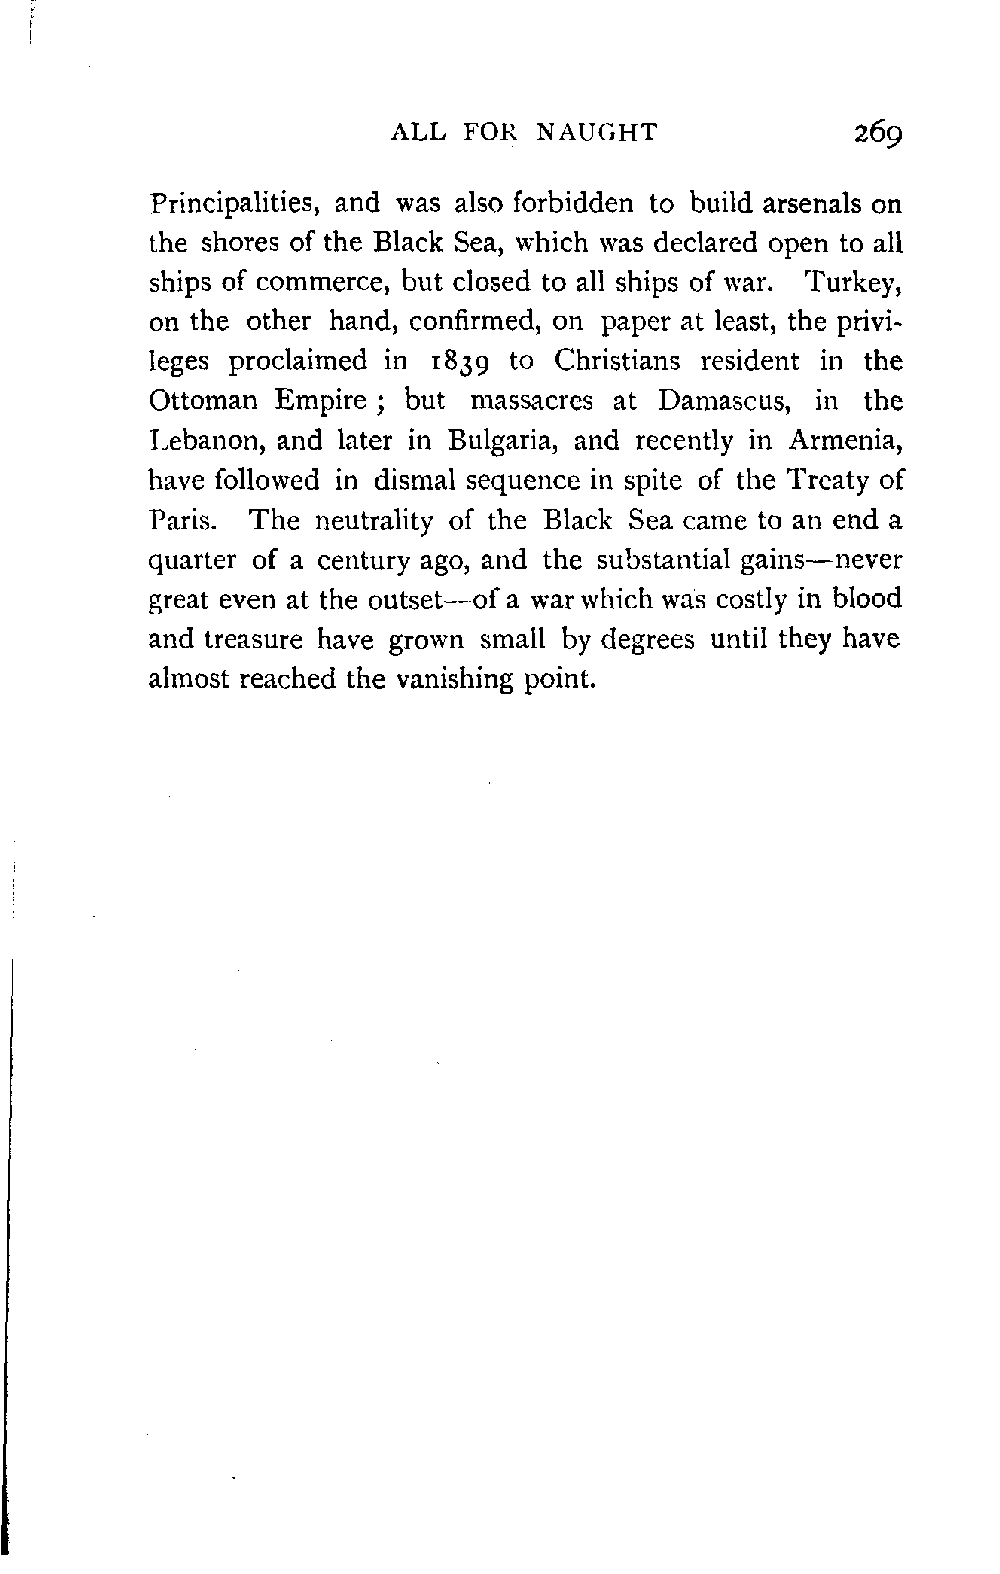 ALL FOR NAUGHT 269
Principalities, and was also forbidden to build arsenals on
the shores of the Black Sea, which was declared open to all
ships of commerce, but closed to all ships of war. Turkey,
on the other hand, confirmed, on paper at least, the privi-
leges proclaimed in 1839 to Christians resident in the
Ottoman Empire ; but massacres at Damascus, in the
Lebanon, and later in Bulgaria, and recently in Armenia,
have followed in dismal sequence in spite of the Treaty of
Paris. The neutrality of the Black Sea came to an end a
quarter of a century ago, and the substantial gains—never
great even at the outset—of a war which was costly in blood
and treasure have grown small by degrees until they have
almost reached the vanishing point.